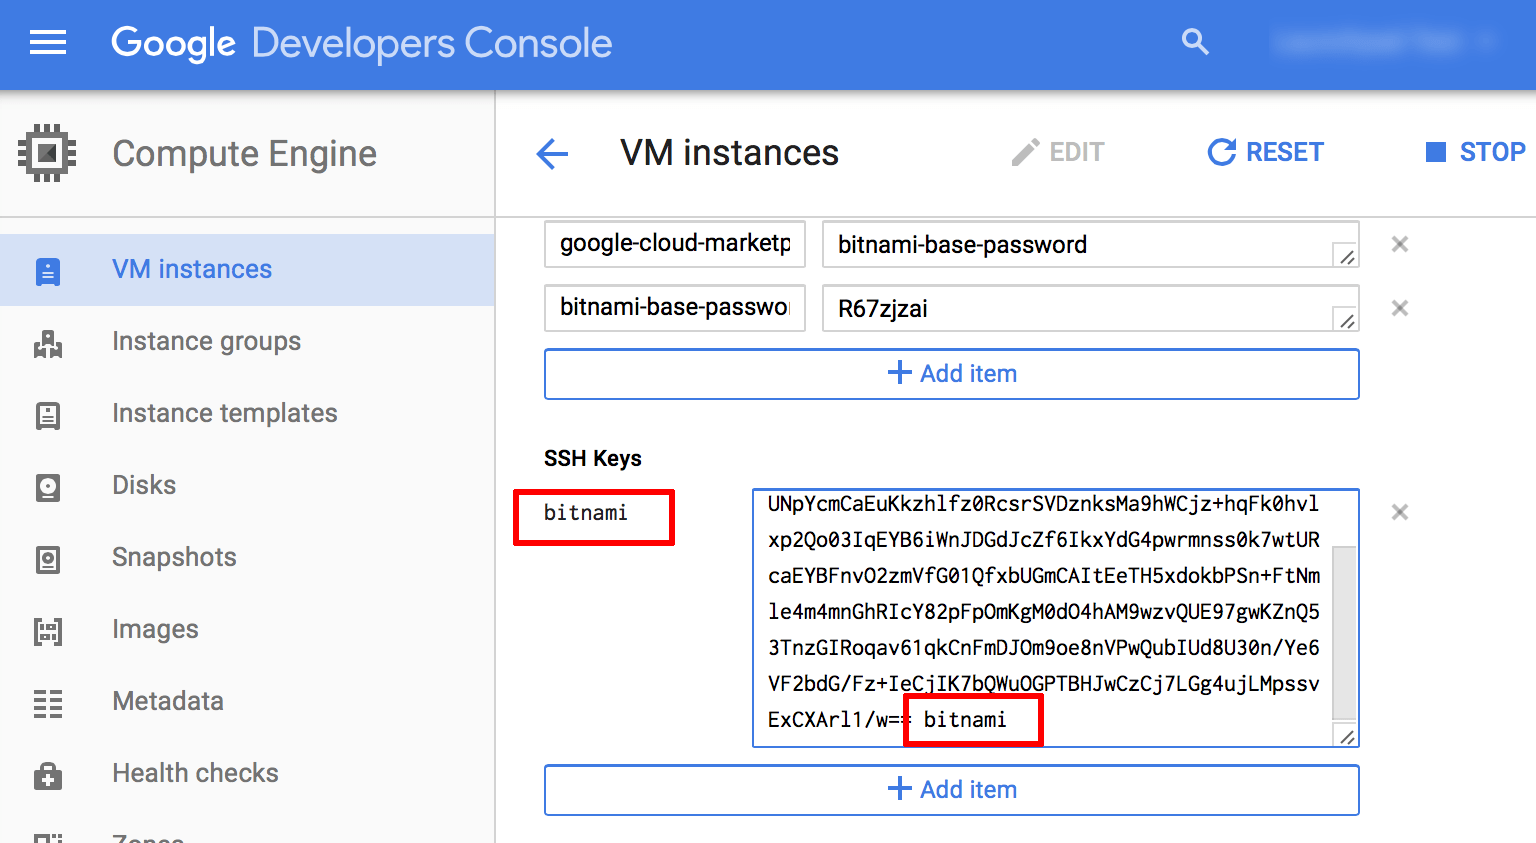 Google Developers Console
Compute Engine
VM instances
EDIT
RESET
STOP
VM instances
Instance groups
Instance templates
Disks
Snapshots
Images
Metadata
Health checks
Zones
google-cloud-marketp
bitnami-base-password
bitnami-base-passwo
R67zjzai
Add item
SSH Keys
bitnami
UNpYcmCaEuKkzhlfz0RcsrSVDznksMa9hWCjz+hqFk0hvl
xp2Qo03IqEYB6iWnJDGdJcZf6IkxYdG4pwrmnss0k7wtUR
caEYBFnvO2zmVfG01QfxbUGmCAItEeTH5xdokbPSn+FtNm
le4m4mnGhRIcY82pFpOmKgM0dO4hAM9wzvQUE97gwKZnQ5
3TnzGIRoqav61qkCnFmDJOm9oe8nVPwQubIUd8U30n/Ye6
VF2bdG/Fz+IeCjIK7bQWuOGPTBHJwCzCj7LGg4ujLMpssv
ExCXArl1/w== bitnami
Add item